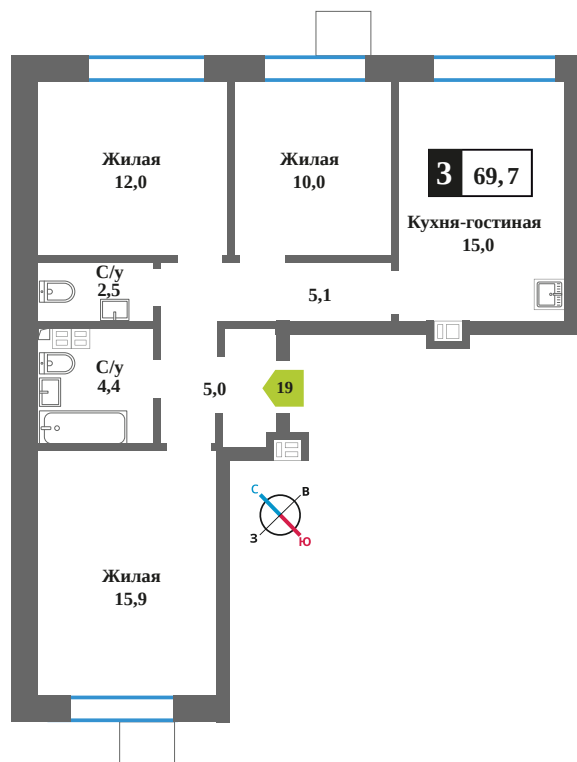 Жилая
12,0
Жилая
10,0
3 69,7
Кухня-гостиная
15,0
С/у
2,5
5,1
С/у
4,4
5,0
19
С
В
З
Ю
Жилая
15,9